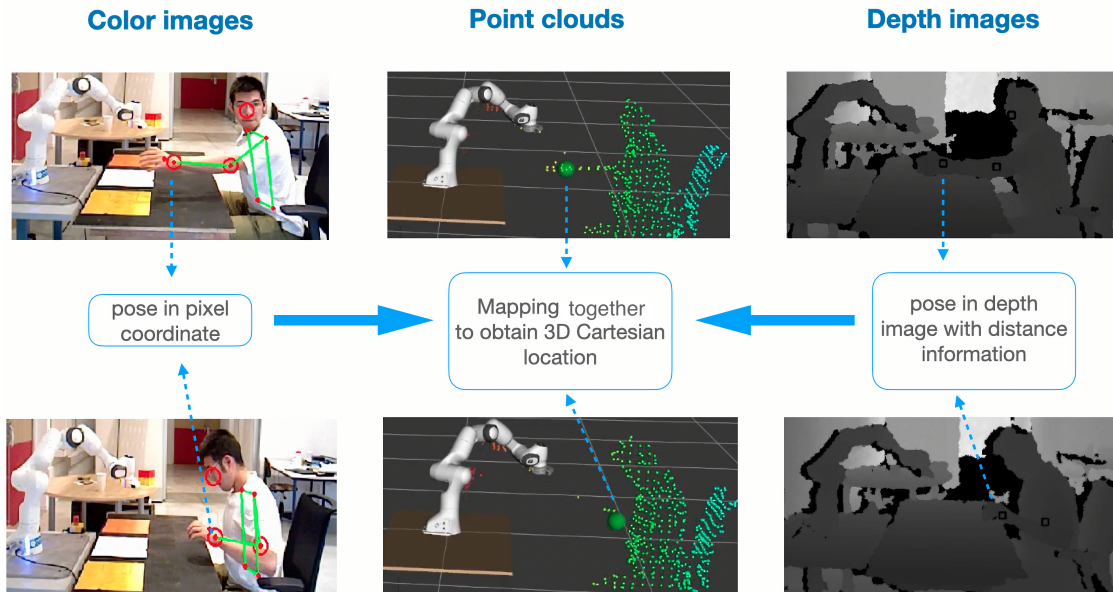 Color images
Point clouds
Depth images
pose in pixel
coordinate
Mapping together
to obtain 3D Cartesian
location
pose in depth
image with distance
information